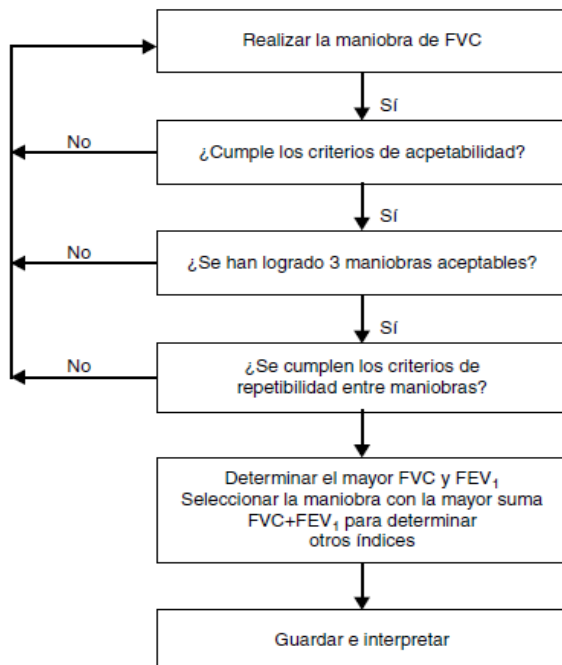 Realizar la maniobra de FVC
Sí
No
¿Cumple los criterios de acpetabilidad?
Sí
No
¿Se han logrado 3 maniobras aceptables?
Sí
No
¿Se cumplen los criterios de
repetibilidad entre maniobras?
Determinar el mayor FVC y FEV₁
Seleccionar la maniobra con la mayor suma
FVC+FEV₁ para determinar
otros índices
Guardar e interpretar